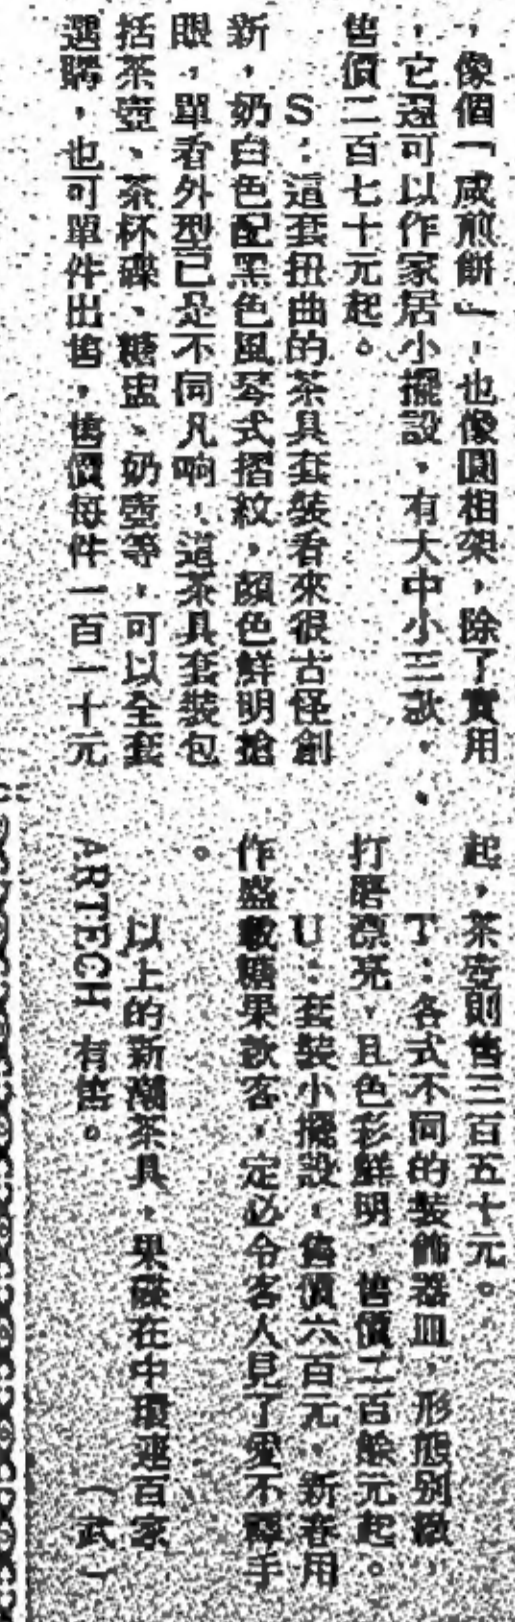 ，像個「咸煎餅」，也像圓相架，除了實用
，它還可以作家居小擺設，有大中小三款，
售價二百七十元起。
S：這套扭曲的茶具套裝看來很古怪創
新，奶白色配黑色風琴式摺紋，顏色鮮明搶
眼，單看外型已是不同凡响，這茶具套裝包
括茶壺、茶杯碟、糖盅、奶壺等，可以全套
選購，也可單件出售，售價每件一百一十元
起，茶壺則售三百五十元。
T：各式不同的裝飾器皿，形態别緻，
打磨漂亮，且色彩鮮明，售價二百餘元起。
U：套裝小擺設，售價六百元，新春用
作盛載糖果款客，定必令客人見了愛不釋手
。
以上的新潮茶具，果碟在中環連百家
ARTECH 有售。　（武）